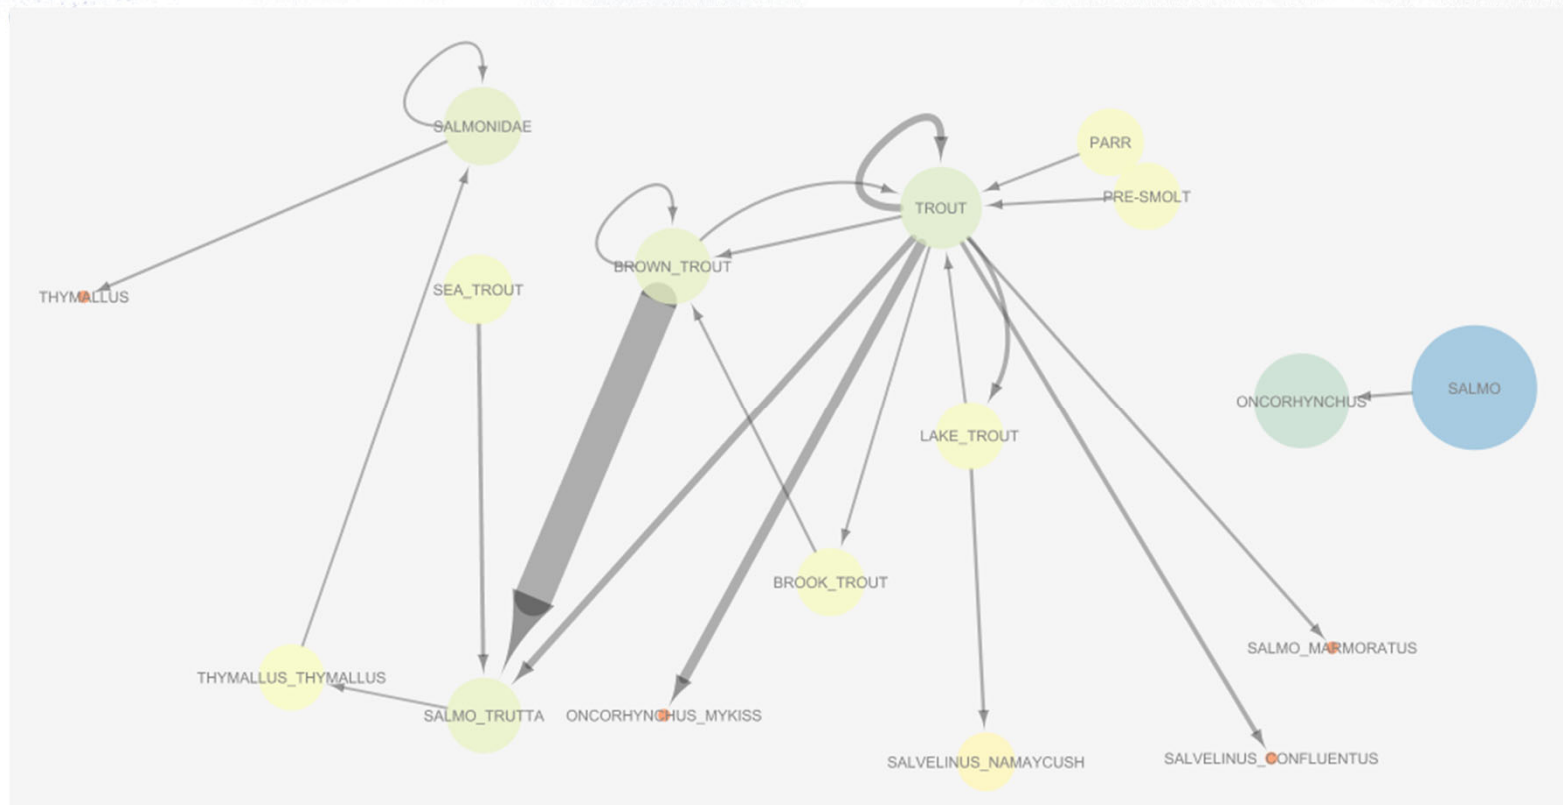 SALMONIDAE
PARR
PRE-SMOLT
TROUT
BROWN_TROUT
SEA_TROUT
THYMALLUS
SALMO
ONCORHYNCHUS
LAKE_TROUT
BROOK_TROUT
SALMO_MARMORATUS
THYMALLUS_THYMALLUS
SALMO_TRUTTA
ONCORHYNCHUS_MYKISS
SALVELINUS_NAMAYCUSH
SALVELINUS_CONFLUENTUS